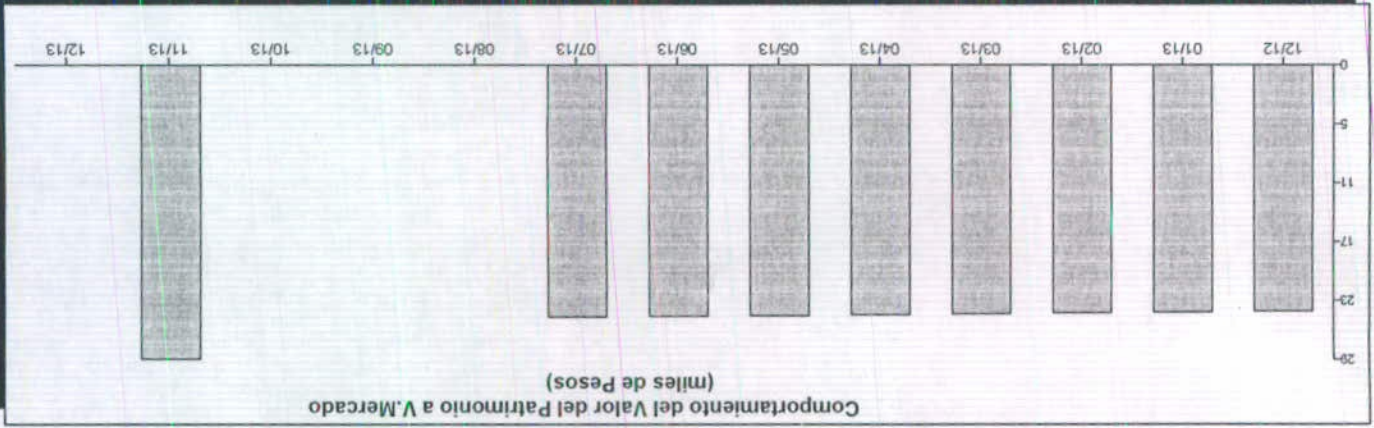 Comportamiento del Valor del Patrimonio a V.Mercado
(miles de Pesos)
29
23
17
11
5
0
12/12 01/13 02/13 03/13 04/13 05/13 06/13 07/13 08/13 09/13 10/13 11/13 12/13